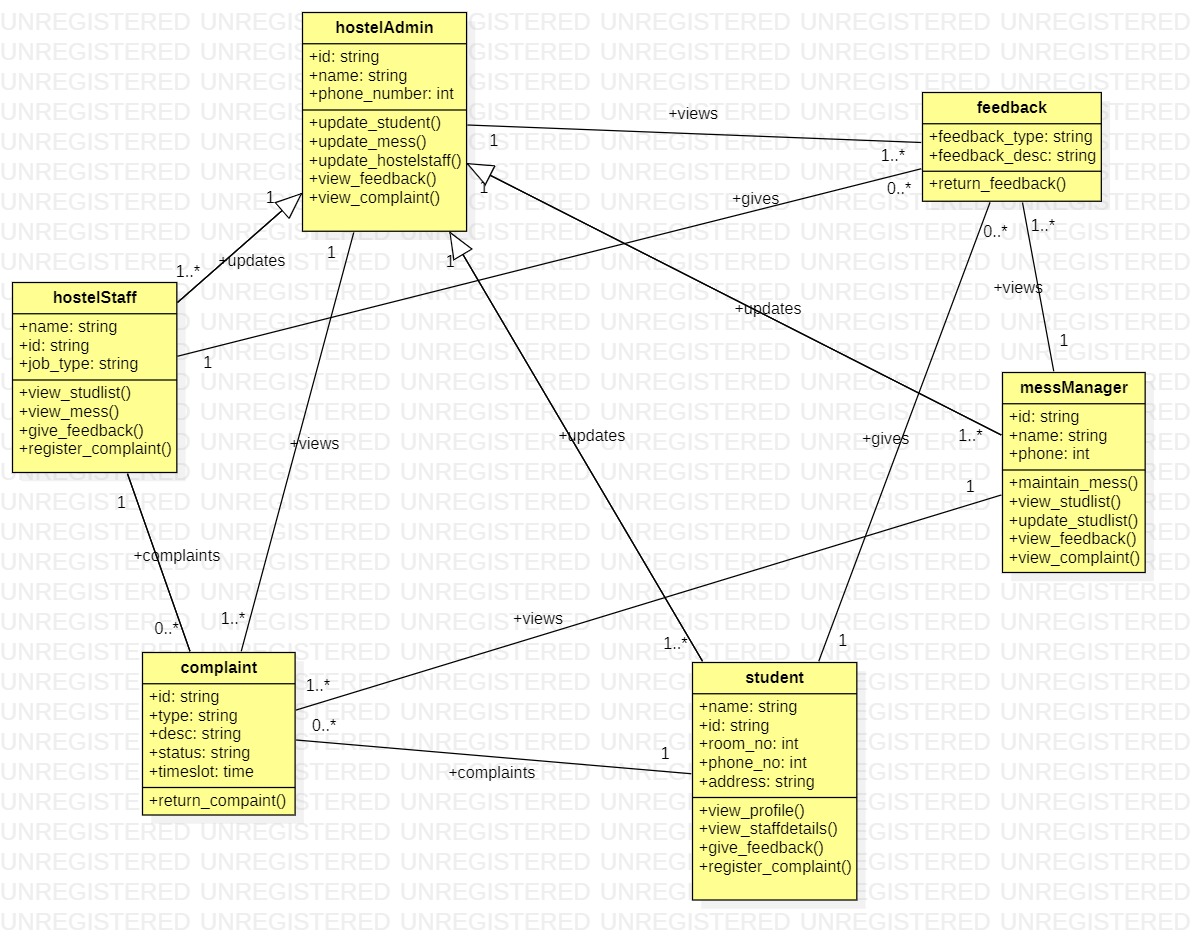 hostelAdmin
+id: string
+name: string
+phone_number: int
+update_student()
+update_mess()
+update_hostelstaff()
+view_feedback()
+view_complaint()
feedback
+feedback_type: string
+feedback_desc: string
+return_feedback()
+views
1
1..*
0..*
+gives
1
1
1
1..*
+updates
0..*
1..*
1
+views
+updates
1
hostelStaff
+name: string
+id: string
+job_type: string
+view_studlist()
+view_mess()
+give_feedback()
+register_complaint()
1
messManager
+id: string
+name: string
+phone: int
+maintain_mess()
+view_studlist()
+update_studlist()
+view_feedback()
+view_complaint()
+views
+updates
+gives
1..*
1
1
+complaints
0..*
1..*
+views
1..*
1
complaint
+id: string
+type: string
+desc: string
+status: string
+timeslot: time
+return_compaint()
1..*
0..*
1
+complaints
student
+name: string
+id: string
+room_no: int
+phone_no: int
+address: string
+view_profile()
+view_staffdetails()
+give_feedback()
+register_complaint()
UNREGISTERED